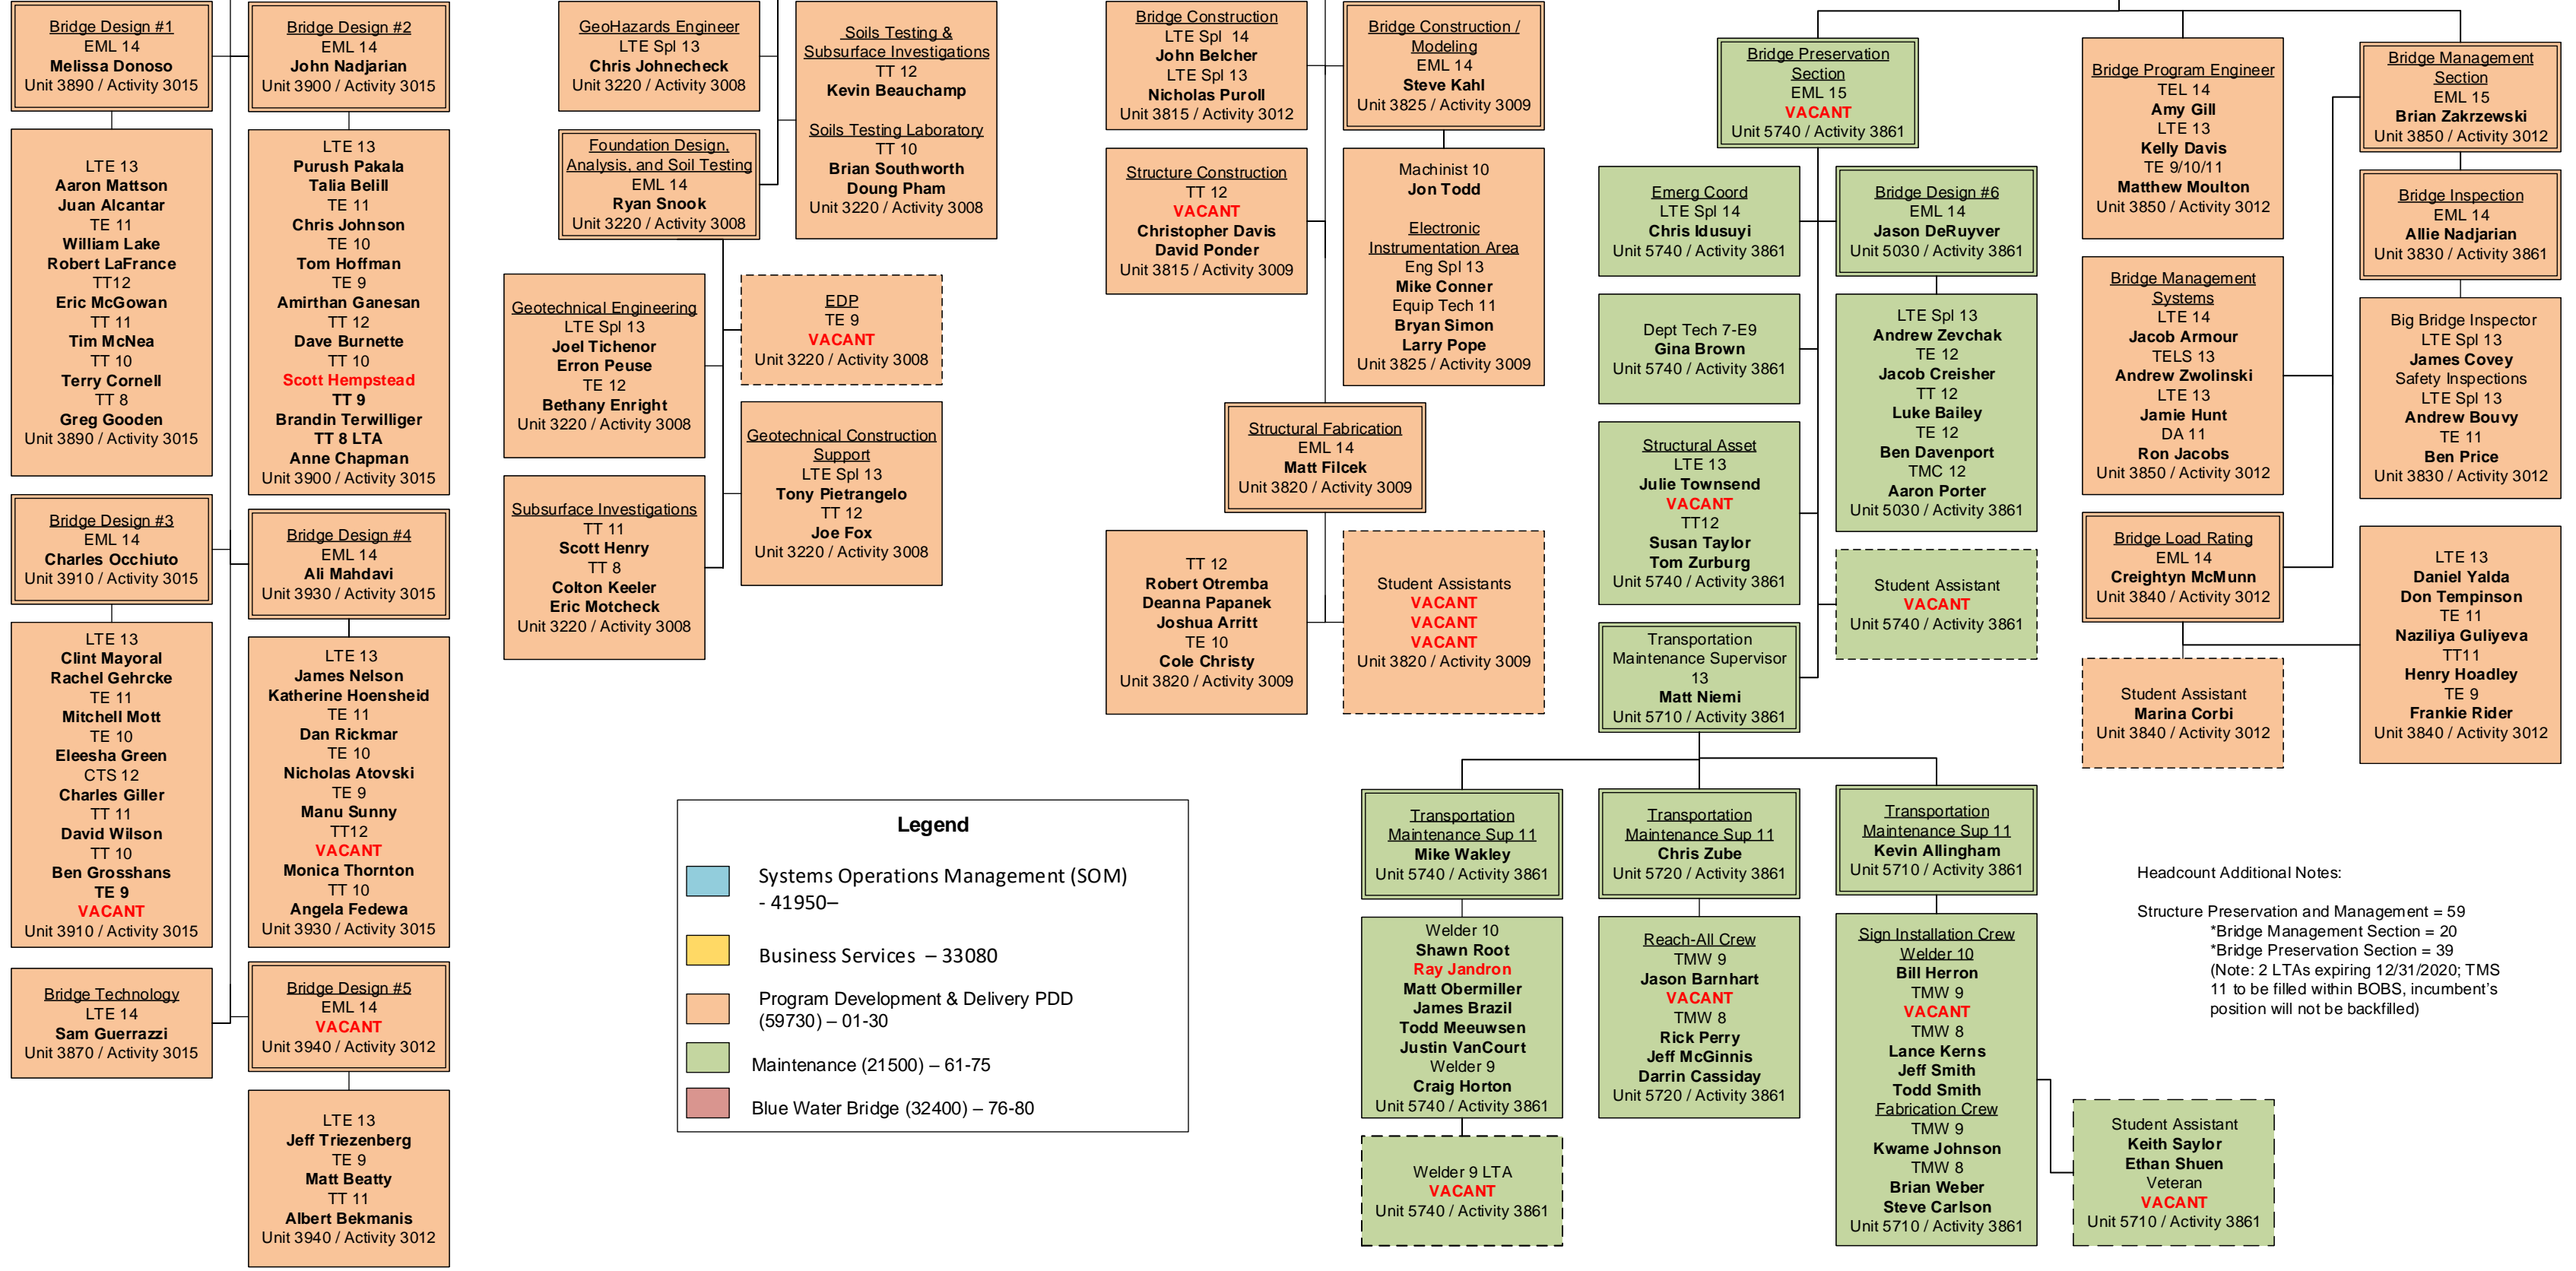 Bridge Design #1
EML 14
Melissa Donoso
Unit 3890 / Activity 3015
Bridge Design #2
EML 14
John Nadjarian
Unit 3900 / Activity 3015
LTE 13
Aaron Mattson
Juan Alcantar
TE 11
William Lake
Robert LaFrance
TT12
Eric McGowan
TT 11
Tim McNea
TT 10
Terry Cornell
TT 8
Greg Gooden
Unit 3890 / Activity 3015
LTE 13
Purush Pakala
Talia Belill
TE 11
Chris Johnson
TE 10
Tom Hoffman
TE 9
Amirthan Ganesan
TT 12
Dave Burnette
TT 10
Scott Hempstead
TT 9
Brandin Terwilliger
TT 8 LTA
Anne Chapman
Unit 3900 / Activity 3015
Bridge Design #3
EML 14
Charles Occhiuto
Unit 3910 / Activity 3015
Bridge Design #4
EML 14
Ali Mahdavi
Unit 3930 / Activity 3015
LTE 13
Clint Mayoral
Rachel Gehrcke
TE 11
Mitchell Mott
TE 10
Eleesha Green
CTS 12
Charles Giller
TT 11
David Wilson
TT 10
Ben Grosshans
TE 9
VACANT
Unit 3910 / Activity 3015
LTE 13
James Nelson
Katherine Hoensheid
TE 11
Dan Rickmar
TE 10
Nicholas Atovski
TE 9
Manu Sunny
TT12
VACANT
Monica Thornton
TT 10
Angela Fedewa
Unit 3930 / Activity 3015
Bridge Technology
LTE 14
Sam Guerrazzi
Unit 3870 / Activity 3015
Bridge Design #5
EML 14
VACANT
Unit 3940 / Activity 3012
LTE 13
Jeff Triezenberg
TE 9
Matt Beatty
TT 11
Albert Bekmanis
Unit 3940 / Activity 3012
GeoHazards Engineer
LTE Spl 13
Chris Johnecheck
Unit 3220 / Activity 3008
Soils Testing &
Subsurface Investigations
TT 12
Kevin Beauchamp
Soils Testing Laboratory
TT 10
Brian Southworth
Doung Pham
Unit 3220 / Activity 3008
Foundation Design,
Analysis, and Soil Testing
EML 14
Ryan Snook
Unit 3220 / Activity 3008
Geotechnical Engineering
LTE Spl 13
Joel Tichenor
Erron Peuse
TE 12
Bethany Enright
Unit 3220 / Activity 3008
EDP
TE 9
VACANT
Unit 3220 / Activity 3008
Geotechnical Construction
Support
LTE Spl 13
Tony Pietrangelo
TT 12
Joe Fox
Unit 3220 / Activity 3008
Subsurface Investigations
TT 11
Scott Henry
TT 8
Colton Keeler
Eric Motcheck
Unit 3220 / Activity 3008
Legend
Systems Operations Management (SOM)
- 41950–
Business Services – 33080
Program Development & Delivery PDD
(59730) – 01-30
Maintenance (21500) – 61-75
Blue Water Bridge (32400) – 76-80
Bridge Construction
LTE Spl 14
John Belcher
LTE Spl 13
Nicholas Puroll
Unit 3815 / Activity 3012
Bridge Construction /
Modeling
EML 14
Steve Kahl
Unit 3825 / Activity 3009
Structure Construction
TT 12
VACANT
Christopher Davis
David Ponder
Unit 3815 / Activity 3009
Machinist 10
Jon Todd
Electronic
Instrumentation Area
Eng Spl 13
Mike Conner
Equip Tech 11
Bryan Simon
Larry Pope
Unit 3825 / Activity 3009
Structural Fabrication
EML 14
Matt Filcek
Unit 3820 / Activity 3009
TT 12
Robert Otremba
Deanna Papanek
Joshua Arritt
TE 10
Cole Christy
Unit 3820 / Activity 3009
Student Assistants
VACANT
VACANT
VACANT
Unit 3820 / Activity 3009
Bridge Preservation
Section
EML 15
VACANT
Unit 5740 / Activity 3861
Emerg Coord
LTE Spl 14
Chris Idusuyi
Unit 5740 / Activity 3861
Bridge Design #6
EML 14
Jason DeRuyver
Unit 5030 / Activity 3861
Dept Tech 7-E9
Gina Brown
Unit 5740 / Activity 3861
LTE Spl 13
Andrew Zevchak
TE 12
Jacob Creisher
TT 12
Luke Bailey
TE 12
Ben Davenport
TMC 12
Aaron Porter
Unit 5030 / Activity 3861
Structural Asset
LTE 13
Julie Townsend
VACANT
TT12
Susan Taylor
Tom Zurburg
Unit 5740 / Activity 3861
Student Assistant
VACANT
Unit 5740 / Activity 3861
Transportation
Maintenance Supervisor
13
Matt Niemi
Unit 5710 / Activity 3861
Transportation
Maintenance Sup 11
Mike Wakley
Unit 5740 / Activity 3861
Transportation
Maintenance Sup 11
Chris Zube
Unit 5720 / Activity 3861
Transportation
Maintenance Sup 11
Kevin Allingham
Unit 5710 / Activity 3861
Welder 10
Shawn Root
Ray Jandron
Matt Obermiller
James Brazil
Todd Meeuwsen
Justin VanCourt
Welder 9
Craig Horton
Unit 5740 / Activity 3861
Welder 9 LTA
VACANT
Unit 5740 / Activity 3861
Reach-All Crew
TMW 9
Jason Barnhart
VACANT
TMW 8
Rick Perry
Jeff McGinnis
Darrin Cassiday
Unit 5720 / Activity 3861
Sign Installation Crew
Welder 10
Bill Herron
TMW 9
VACANT
TMW 8
Lance Kerns
Jeff Smith
Todd Smith
Fabrication Crew
TMW 9
Kwame Johnson
TMW 8
Brian Weber
Steve Carlson
Unit 5710 / Activity 3861
Student Assistant
Keith Saylor
Ethan Shuen
Veteran
VACANT
Unit 5710 / Activity 3861
Bridge Program Engineer
TEL 14
Amy Gill
LTE 13
Kelly Davis
TE 9/10/11
Matthew Moulton
Unit 3850 / Activity 3012
Bridge Management
Section
EML 15
Brian Zakrzewski
Unit 3850 / Activity 3012
Bridge Inspection
EML 14
Allie Nadjarian
Unit 3830 / Activity 3861
Bridge Management
Systems
LTE 14
Jacob Armour
TELS 13
Andrew Zwolinski
LTE 13
Jamie Hunt
DA 11
Ron Jacobs
Unit 3850 / Activity 3012
Big Bridge Inspector
LTE Spl 13
James Covey
Safety Inspections
LTE Spl 13
Andrew Bouvy
TE 11
Ben Price
Unit 3830 / Activity 3012
Bridge Load Rating
EML 14
Creightyn McMunn
Unit 3840 / Activity 3012
LTE 13
Daniel Yalda
Don Tempinson
TE 11
Naziliya Guliyeva
TT11
Henry Hoadley
TE 9
Frankie Rider
Unit 3840 / Activity 3012
Student Assistant
Marina Corbi
Unit 3840 / Activity 3012
Headcount Additional Notes:
Structure Preservation and Management = 59
*Bridge Management Section = 20
*Bridge Preservation Section = 39
(Note: 2 LTAs expiring 12/31/2020; TMS
11 to be filled within BOBS, incumbent's
position will not be backfilled)